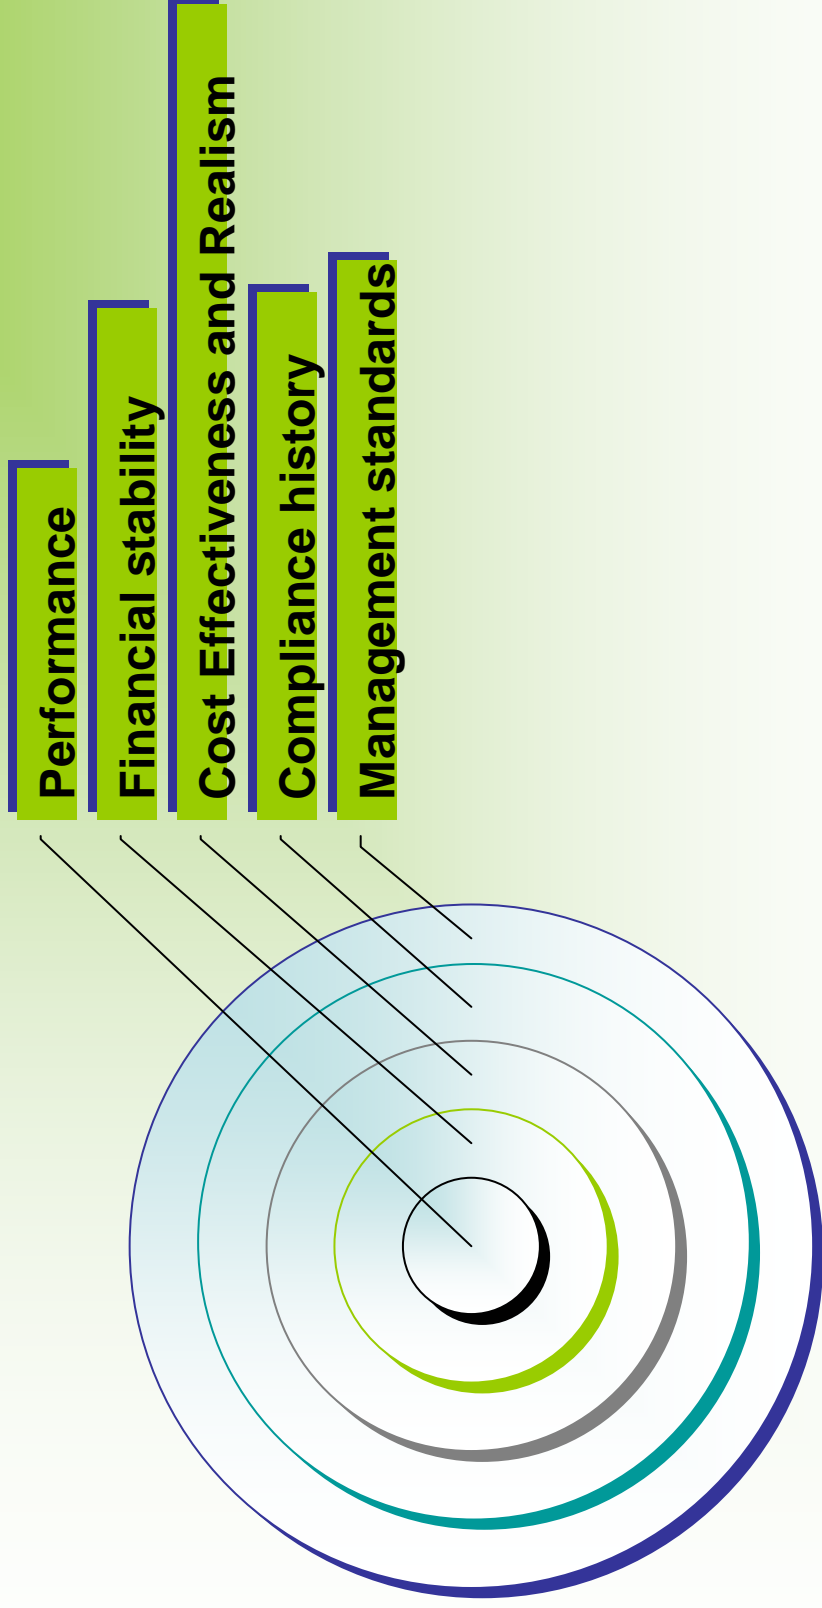 Performance
Financial stability
Cost Effectiveness and Realism
Compliance history
Management standards